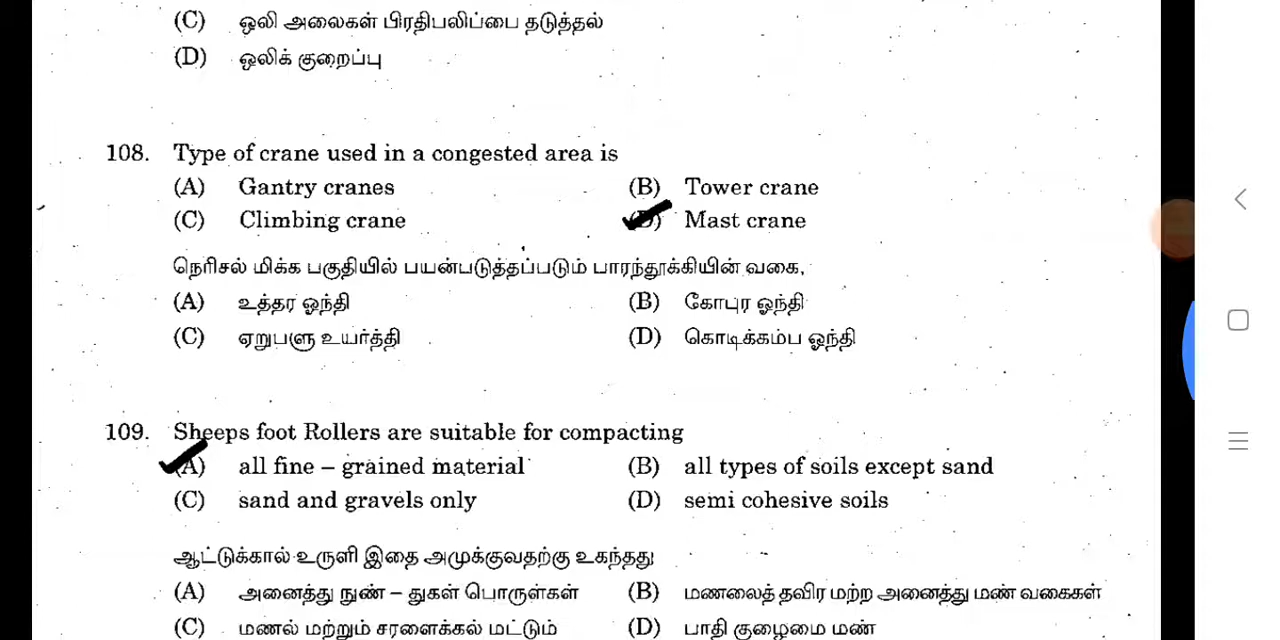 (C) ஒலி அலைகள் பிரதிபலிப்பை தடுத்தல்
(D) ஒலிக் குறைப்பு
108. Type of crane used in a congested area is
(A) Gantry cranes (B) Tower crane
(C) Climbing crane (D) Mast crane
நெரிசல் மிக்க பகுதியில் பயன்படுத்தப்படும் பாரந்தூக்கியின் வகை,
(A) உத்தர ஓந்தி (B) கோபுர ஓந்தி
(C) ஏறுபளு உயர்த்தி (D) கொடிக்கம்ப ஓந்தி
109. Sheeps foot Rollers are suitable for compacting
(A) all fine – grained material (B) all types of soils except sand
(C) sand and gravels only (D) semi cohesive soils
ஆட்டுக்கால் உருளி இதை அமுக்குவதற்கு உகந்தது
(A) அனைத்து நுண் – துகள் பொருள்கள் (B) மணலைத் தவிர மற்ற அனைத்து மண் வகைகள்
(C) மணல் மற்றும் சரளைக்கல் மட்டும் (D) பாதி குழைமை மண்